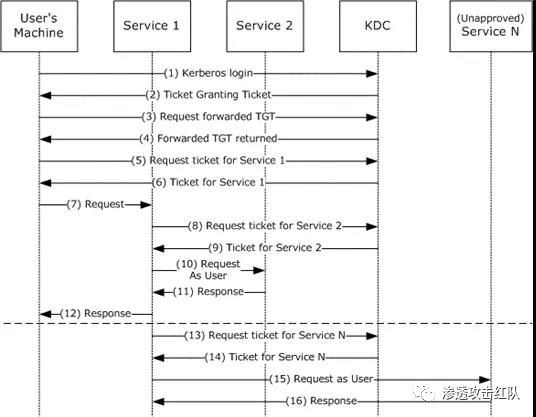 User's
Machine
Service 1
Service 2
KDC
(Unapproved)
Service N
(1) Kerberos login
(2) Ticket Granting Ticket
(3) Request forwarded TGT
(4) Forwarded TGT returned
(5) Request ticket for Service 1
(6) Ticket for Service 1
(7) Request
(8) Request ticket for Service 2
(9) Ticket for Service 2
(10) Request
As User
(11) Response
(12) Response
(13) Request ticket for Service N
(14) Ticket for Service N
(15) Request as User
(16) Response
渗透攻击红队